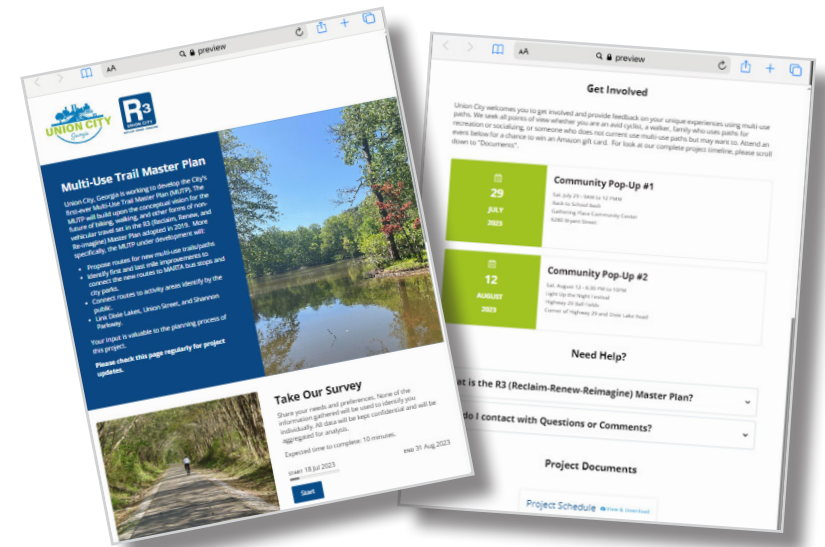 AA
preview
UNION CITY
Georgia
R3
UNION CITY
Multi-Use Trail Master Plan
Union City, Georgia is working to develop the City's
first-ever Multi-Use Trail Master Plan (MUTP). The
MUTP will build upon the conceptual vision for the
future of biking, walking, and other forms of non-
vehicular travel set in the R3 (Reclaim, Renew, and
Re-imagine) Master Plan adopted in 2019. More
specifically, the MUTP under development will:
• Propose routes for new multi-use trails/paths
• Identify first and last mile improvements to
connect the new routes to MARTA bus stops and
city parks.
• Connect routes to activity areas identify by the
public.
• Link Dixie Lakes, Union Street, and Shannon
Parkway.
Your input is valuable to the planning process of
this project.
Please check this page regularly for project
updates.
Take Our Survey
Share your needs and preferences. None of the
information gathered will be used to identify you
individually. All data will be kept confidential and will be
aggregated for analysis.
Expected time to complete: 10 minutes.
START 18 Jul 2023
END 31 Aug 2023
Start
AA
preview
Get Involved
Union City welcomes you to get involved and provide feedback on your unique experiences using multi-use
paths. We seek all points of view whether you are an avid cyclist, a walker, family who uses paths for
recreation or socializing, or someone who does not current use multi-use paths but may want to. Attend an
event below for a chance to win an Amazon gift card. For look at our complete project timeline, please scroll
down to "Documents".
29
JULY
2023
Community Pop-Up #1
Sat. July 29 - 9AM to 12
Back to School Bash
Gathering Place Community Center
6280 Bryant Street
12
AUGUST
2023
Community Pop-Up #2
Sat. August 12 - 6:30 PM to 10PM
Light Up the Night Festival
Highway 29 Ball Fields
Corner of Highway 29 and Dixie Lake Road
Need Help?
at is the R3 (Reclaim-Renew-Reimagine) Master Plan?
do I contact with Questions or Comments?
Project Documents
Project Schedule View & Download